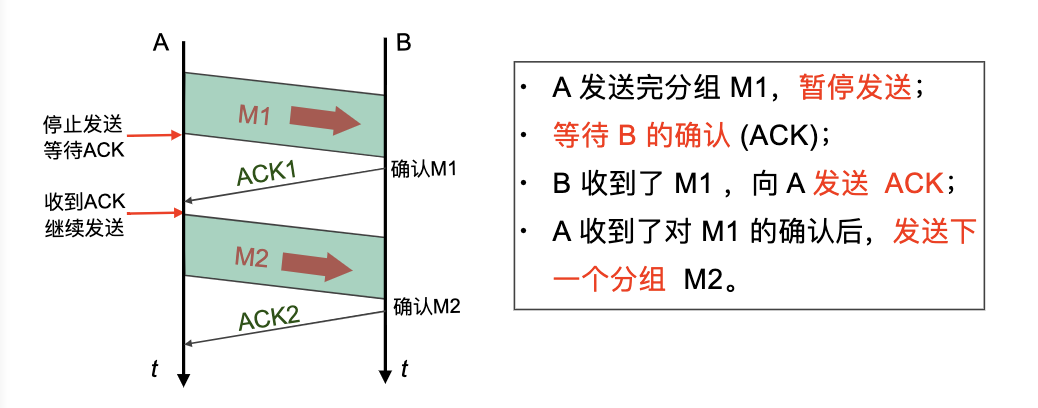 A
B
M1
停止发送
等待ACK
ACK1
确认M1
收到ACK
继续发送
M2
ACK2
确认M2
t
t
· A 发送完分组 M1，暂停发送；
· 等待 B 的确认 (ACK)；
· B 收到了 M1 ，向 A 发送 ACK；
· A 收到了对 M1 的确认后，发送下
一个分组 M2。